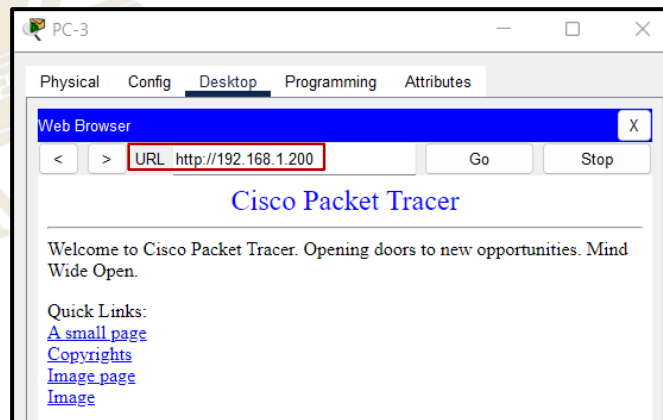 PC-3
Physical Config Desktop Programming Attributes
Web Browser X
< > URL http://192.168.1.200 Go Stop
Cisco Packet Tracer
Welcome to Cisco Packet Tracer. Opening doors to new opportunities. Mind
Wide Open.
Quick Links:
A small page
Copyrights
Image page
Image